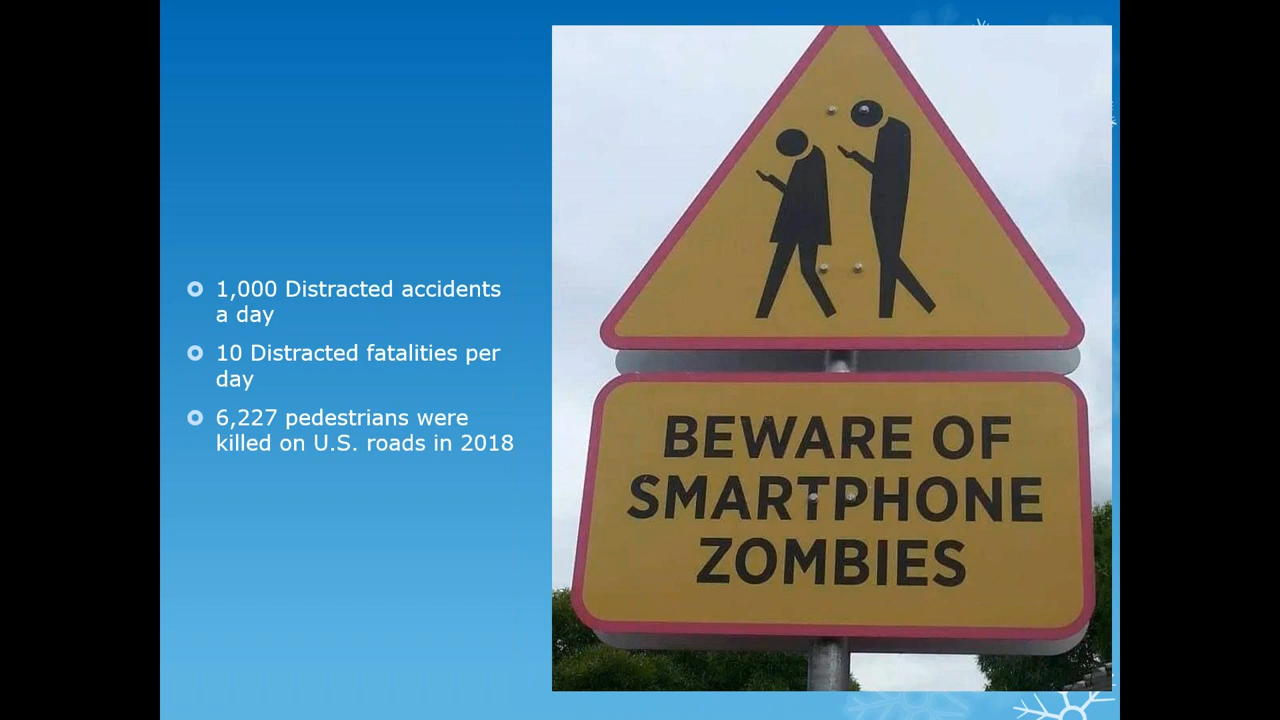 1,000 Distracted accidents
a day
10 Distracted fatalities per
day
6,227 pedestrians were
killed on U.S. roads in 2018
BEWARE OF
SMARTPHONE
ZOMBIES